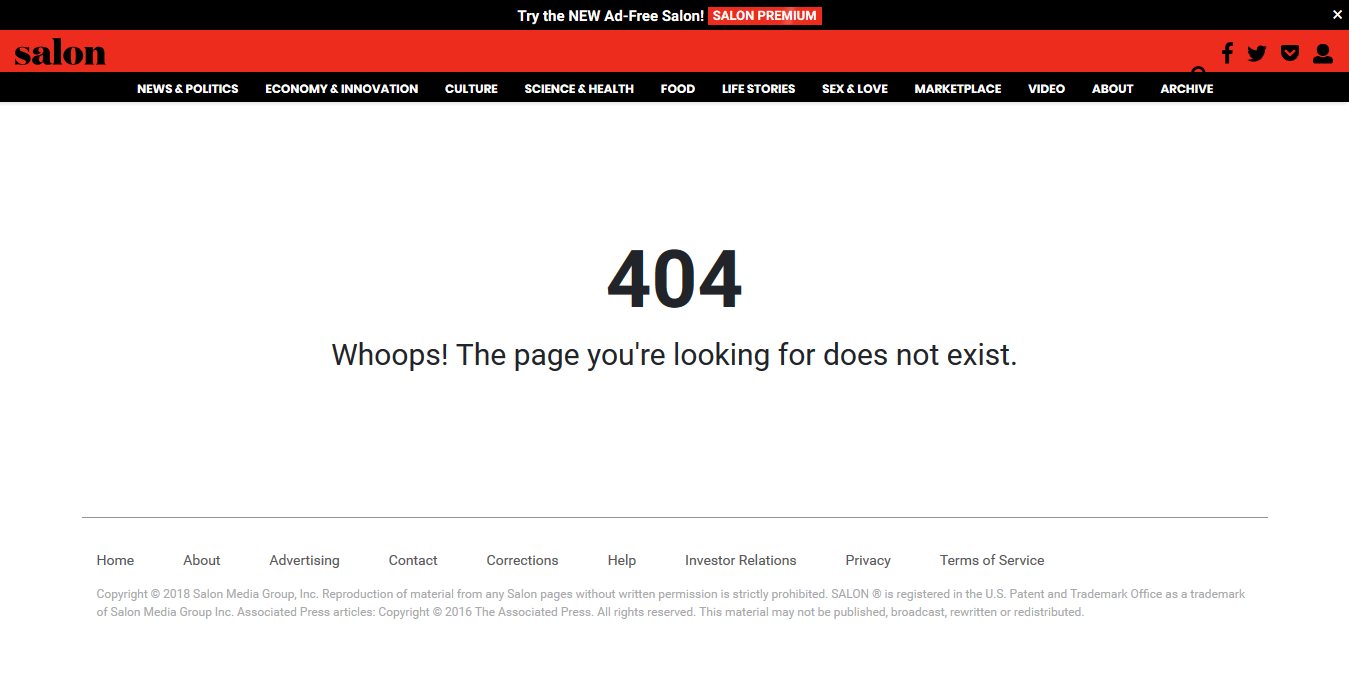 Try the NEW Ad-Free Salon! SALON PREMIUM ×
salon
NEWS & POLITICS ECONOMY & INNOVATION CULTURE SCIENCE & HEALTH FOOD LIFE STORIES SEX & LOVE MARKETPLACE VIDEO ABOUT ARCHIVE
404
Whoops! The page you're looking for does not exist.
Home About Advertising Contact Corrections Help Investor Relations Privacy Terms of Service
Copyright © 2018 Salon Media Group, Inc. Reproduction of material from any Salon pages without written permission is strictly prohibited. SALON ® is registered in the U.S. Patent and Trademark Office as a trademark
of Salon Media Group Inc. Associated Press articles: Copyright © 2016 The Associated Press. All rights reserved. This material may not be published, broadcast, rewritten or redistributed.